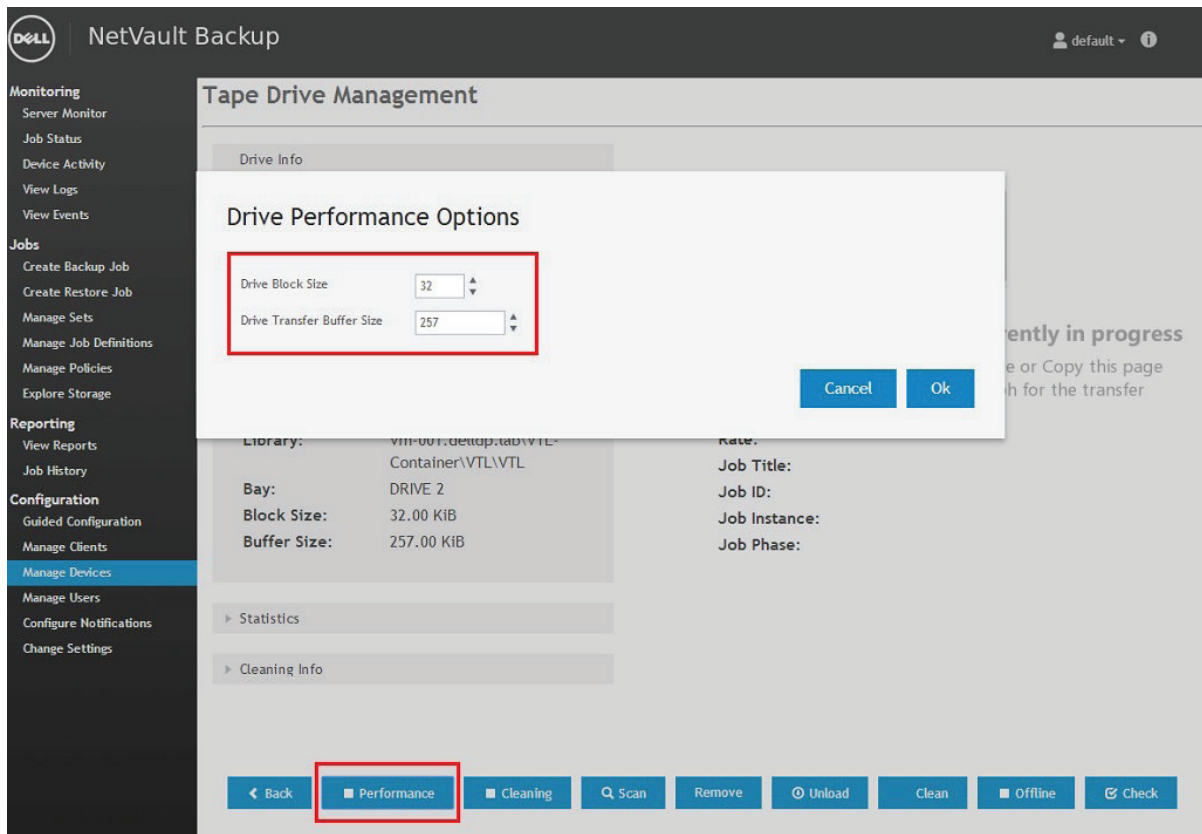 DELL
NetVault Backup
default
Monitoring
Server Monitor
Job Status
Device Activity
View Logs
View Events
Jobs
Create Backup Job
Create Restore Job
Manage Sets
Manage Job Definitions
Manage Policies
Explore Storage
Reporting
View Reports
Job History
Configuration
Guided Configuration
Manage Clients
Manage Devices
Manage Users
Configure Notifications
Change Settings
Tape Drive Management
Drive Info
Drive Performance Options
Drive Block Size 32
Drive Transfer Buffer Size 257
Cancel Ok
ently in progress
e or Copy this page
h for the transfer
Library: vm-001.delldp.lab\VTL-
Container\VTL\VTL
Bay: DRIVE 2
Block Size: 32.00 KiB
Buffer Size: 257.00 KiB
Rate:
Job Title:
Job ID:
Job Instance:
Job Phase:
Statistics
Cleaning Info
Back Performance Cleaning Scan Remove Unload Clean Offline Check